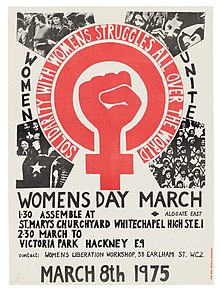 SOLIDARITY WITH WOMENS STRUGGLES ALL OVER THE WORLD
WOMEN UNITE
WOMENS DAY MARCH
1·30 ASSEMBLE AT ALDGATE EAST
ST. MARYS CHURCHYARD WHITECHAPEL HIGH ST. E.1
2·30 MARCH TO
VICTORIA PARK HACKNEY E.9
contact: WOMENS LIBERATION WORKSHOP, 38 EARLHAM St. WC2
MARCH 8th 1975